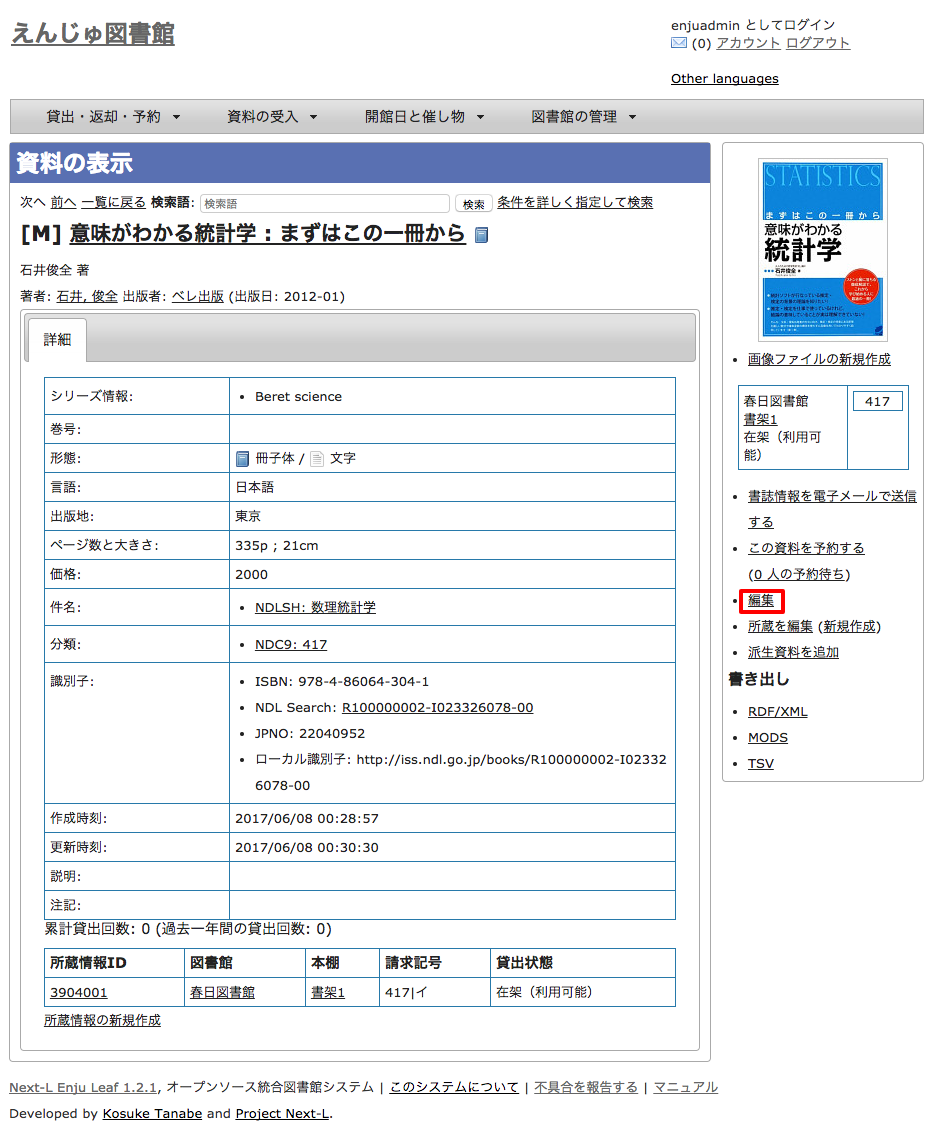 えんじゅ図書館
enjuadmin としてログイン
(0) アカウント ログアウト
Other languages
貸出・返却・予約
資料の受入
開館日と催し物
図書館の管理
資料の表示
次へ 前へ 一覧に戻る 検索語: 検索語 検索 条件を詳しく指定して検索
[M] 意味がわかる統計学 : まずはこの一冊から
石井俊全 著
著者: 石井, 俊全 出版者: ベレ出版 (出版日: 2012-01)
詳細
シリーズ情報: Beret science
巻号:
形態: 冊子体 / 文字
言語: 日本語
出版地: 東京
ページ数と大きさ: 335p ; 21cm
価格: 2000
件名: NDLSH: 数理統計学
分類: NDC9: 417
識別子: ISBN: 978-4-86064-304-1
NDL Search: R100000002-I023326078-00
JPNO: 22040952
ローカル識別子: http://iss.ndl.go.jp/books/R100000002-I02332
6078-00
作成時刻: 2017/06/08 00:28:57
更新時刻: 2017/06/08 00:30:30
説明:
注記:
累計貸出回数: 0 (過去一年間の貸出回数: 0)
所蔵情報ID 図書館 本棚 請求記号 貸出状態
3904001 春日図書館 書架1 417|イ 在架（利用可能）
所蔵情報の新規作成
STATISTICS
まずはこの一冊から
意味がわかる
統計学
石井俊全
画像ファイルの新規作成
春日図書館
書架1
在架（利用可
能）
417
書誌情報を電子メールで送信
する
この資料を予約する
(0 人の予約待ち)
編集
所蔵を編集 (新規作成)
派生資料を追加
書き出し
RDF/XML
MODS
TSV
Next-L Enju Leaf 1.2.1, オープンソース統合図書館システム | このシステムについて | 不具合を報告する | マニュアル
Developed by Kosuke Tanabe and Project Next-L.